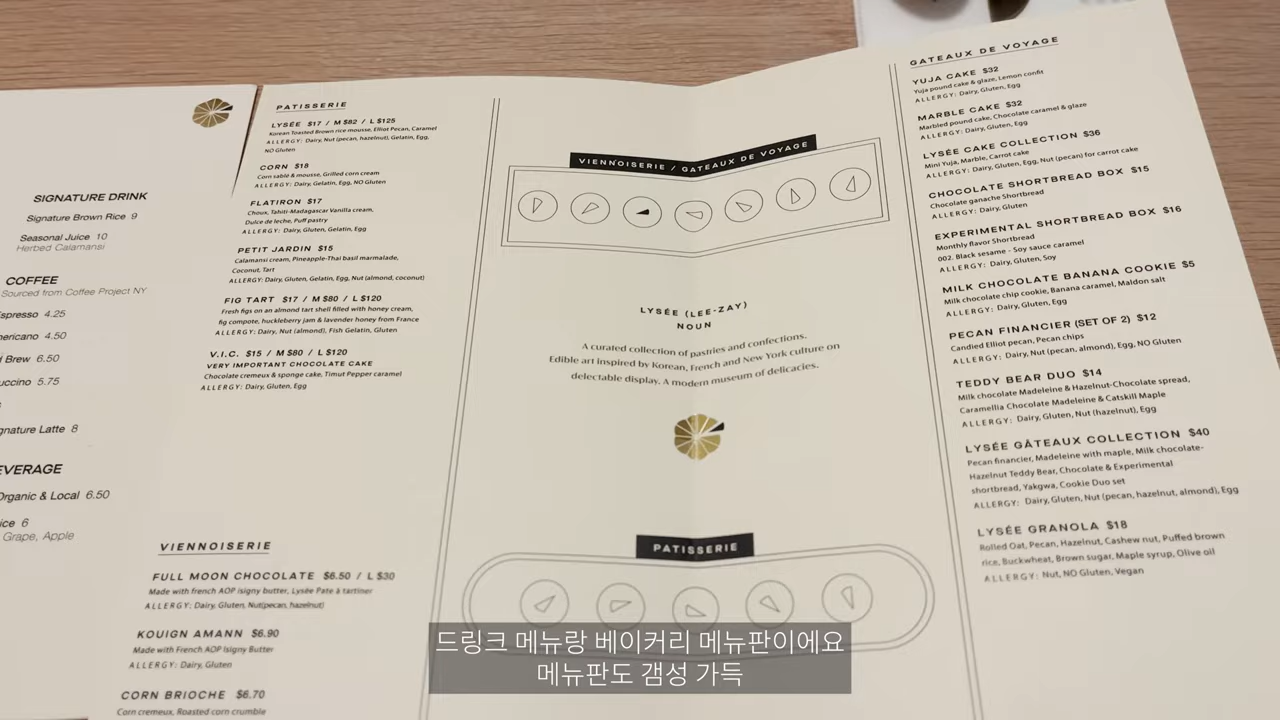 SIGNATURE DRINK
Signature Brown Rice 9
Seasonal Juice 10
Herbed Calamansi
COFFEE
Sourced from Coffee Project NY
4.25
4.50
Brew 6.50
5.75
Latte 8
Organic & Local 6.50
6
Grape, Apple
PATISSERIE
LYSÉE $17 / M $82 / L $125
Korean Toasted Brown rice mousse, Elliot Pecan, Caramel
ALLERGY: Dairy, Nut (pecan, hazelnut), Gelatin, Egg,
NO Gluten
CORN $18
Corn sablé & mousse, Grilled corn cream
ALLERGY: Dairy, Gelatin, Egg, NO Gluten
FLATIRON $17
Choux, Tahiti-Madagascar Vanilla cream,
Dulce de leche, Puff pastry
ALLERGY: Dairy, Gluten, Gelatin, Egg
PETIT JARDIN $15
Calamansi cream, Pineapple-Thai basil marmalade,
Coconut, Tart
ALLERGY: Dairy, Gluten, Gelatin, Egg, Nut (almond, coconut)
FIG TART $17 / M $80 / L $120
Fresh figs on an almond tart shell filled with honey cream,
fig compote, huckleberry jam & lavender honey from France
ALLERGY: Dairy, Nut (almond), Fish Gelatin, Gluten
V.I.C. $15 / M $80 / L $120
VERY IMPORTANT CHOCOLATE CAKE
Chocolate cremeux & sponge cake, Timut Pepper caramel
ALLERGY: Dairy, Gluten, Egg
VIENNOISERIE
FULL MOON CHOCOLATE $6.50 / L $30
Made with french AOP isigny butter, Lysée Pate à tartiner
ALLERGY: Dairy, Gluten, Nut(pecan, hazelnut)
KOUIGN AMANN $6.90
Made with French AOP Isigny Butter
ALLERGY: Dairy, Gluten
CORN BRIOCHE $6.70
Corn cremeux, Roasted corn crumble
VIENNOISERIE / GATEAUX DE VOYAGE
LYSÉE (LEE-ZAY)
NOUN
A curated collection of pastries and confections.
Edible art inspired by Korean, French and New York culture on
delectable display. A modern museum of delicacies.
PATISSERIE
GATEAUX DE VOYAGE
YUJA CAKE $32
Yuja pound cake & glaze, Lemon confit
ALLERGY: Dairy, Gluten, Egg
MARBLE CAKE $32
Marbled pound cake, Chocolate caramel & glaze
ALLERGY: Dairy, Gluten, Egg
LYSÉE CAKE COLLECTION $36
Mini Yuja, Marble, Carrot cake
ALLERGY: Dairy, Gluten, Egg, Nut (pecan) for carrot cake
CHOCOLATE SHORTBREAD BOX $15
Chocolate ganache Shortbread
ALLERGY: Dairy, Gluten
EXPERIMENTAL SHORTBREAD BOX $16
Monthly flavor Shortbread
002. Black sesame - Soy sauce caramel
ALLERGY: Dairy, Gluten, Soy
MILK CHOCOLATE BANANA COOKIE $5
Milk chocolate chip cookie, Banana caramel, Maldon salt
ALLERGY: Dairy, Gluten, Egg
PECAN FINANCIER (SET OF 2) $12
Candied Elliot pecan, Pecan chips
ALLERGY: Dairy, Nut (pecan, almond), Egg, NO Gluten
TEDDY BEAR DUO $14
Milk chocolate Madeleine & Hazelnut-Chocolate spread,
Caramellia Chocolate Madeleine & Catskill Maple
ALLERGY: Dairy, Gluten, Nut (hazelnut), Egg
LYSÉE GÂTEAUX COLLECTION $40
Pecan financier, Madeleine with maple, Milk chocolate-
Hazelnut Teddy Bear, Chocolate & Experimental
shortbread, Yakgwa, Cookie Duo set
ALLERGY: Dairy, Gluten, Nut (pecan, hazelnut, almond), Egg
LYSÉE GRANOLA $18
Rolled Oat, Pecan, Hazelnut, Cashew nut, Puffed brown
rice, Buckwheat, Brown sugar, Maple syrup, Olive oil
ALLERGY: Nut, NO Gluten, Vegan
드링크 메뉴랑 베이커리 메뉴판이에요
메뉴판도 갬성 가득